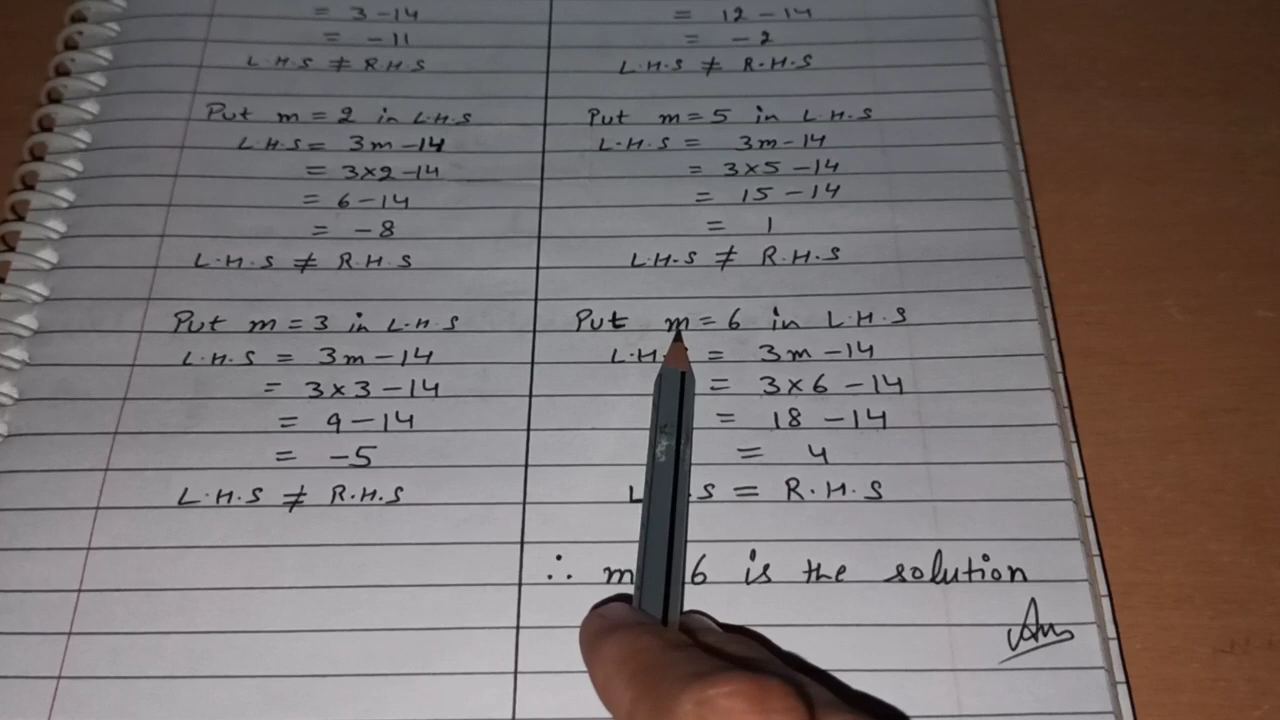 = 3 - 14
= - 11
L.H.S ≠ R.H.S
Put m = 2 in L.H.S
L.H.S = 3m - 14
= 3 × 2 - 14
= 6 - 14
= - 8
L.H.S ≠ R.H.S
Put m = 3 in L.H.S
L.H.S = 3m - 14
= 3 × 3 - 14
= 9 - 14
= - 5
L.H.S ≠ R.H.S
= 12 - 14
= - 2
L.H.S ≠ R.H.S
Put m = 5 in L.H.S
L.H.S = 3m - 14
= 3 × 5 - 14
= 15 - 14
= 1
L.H.S ≠ R.H.S
Put m = 6 in L.H.S
L.H. = 3m - 14
= 3 × 6 - 14
= 18 - 14
= 4
L S = R.H.S
∴ m 6 is the solution
Ans